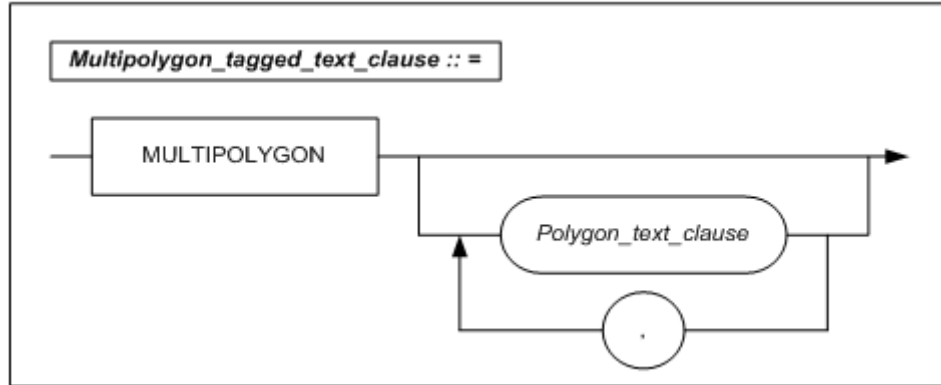 Multipolygon_tagged_text_clause :: =
MULTIPOLYGON
Polygon_text_clause
,